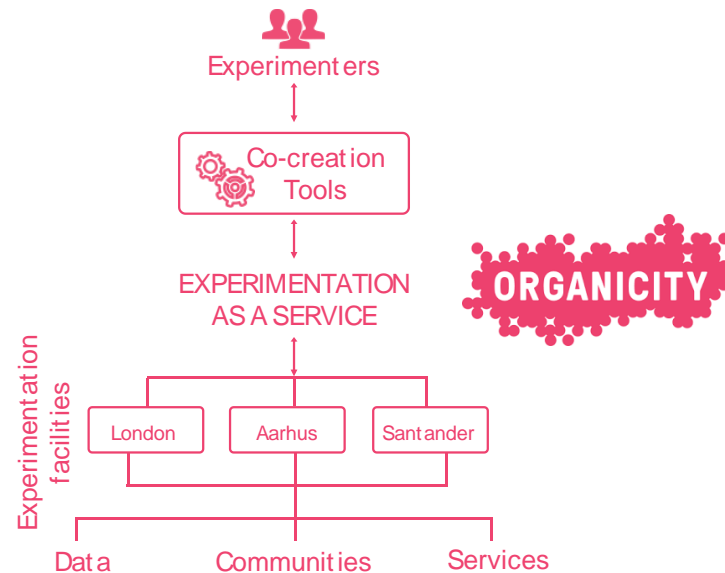 Experimenters
Co-creation
Tools
EXPERIMENTATION
AS A SERVICE
ORGANICITY
Experimentation
facilities
London
Aarhus
Santander
Data
Communities
Services